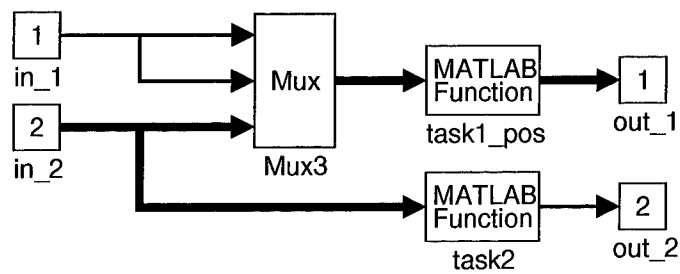 1
in_1
2
in_2
Mux
Mux3
MATLAB
Function
task1_pos
1
out_1
MATLAB
Function
task2
2
out_2